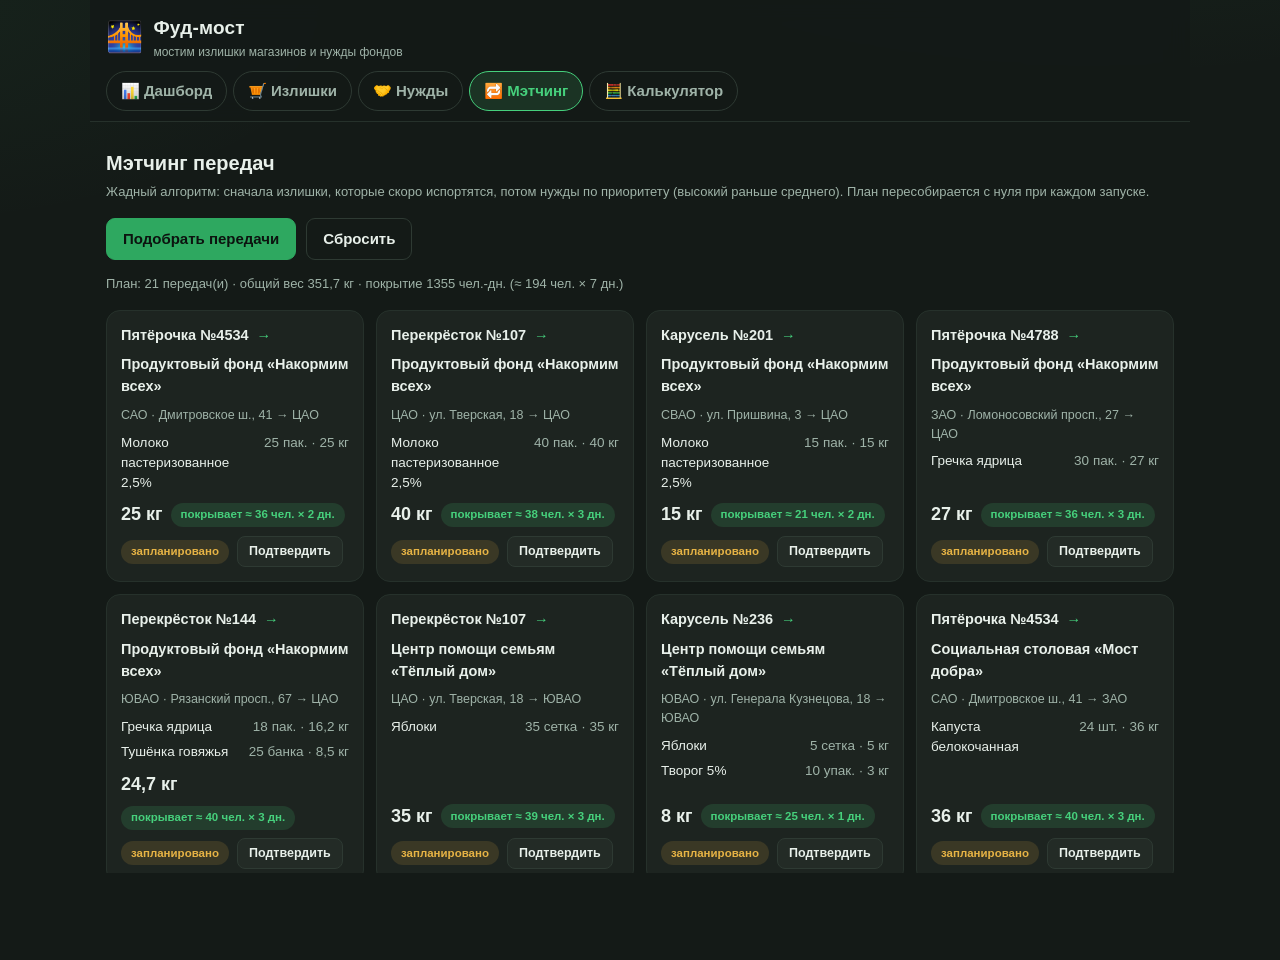 Фуд-мост
мостим излишки магазинов и нужды фондов
Дашборд
Излишки
Нужды
Мэтчинг
Калькулятор
Мэтчинг передач
Жадный алгоритм: сначала излишки, которые скоро испортятся, потом нужды по приоритету (высокий раньше среднего). План пересобирается с нуля при каждом запуске.
Подобрать передачи
Сбросить
План: 21 передач(и) · общий вес 351,7 кг · покрытие 1355 чел.-дн. (≈ 194 чел. × 7 дн.)
Пятёрочка №4534 →
Продуктовый фонд «Накормим
всех»
САО · Дмитровское ш., 41 → ЦАО
Молоко 25 пак. · 25 кг
пастеризованное
2,5%
25 кг покрывает ≈ 36 чел. × 2 дн.
запланировано Подтвердить
Перекрёсток №107 →
Продуктовый фонд «Накормим
всех»
ЦАО · ул. Тверская, 18 → ЦАО
Молоко 40 пак. · 40 кг
пастеризованное
2,5%
40 кг покрывает ≈ 38 чел. × 3 дн.
запланировано Подтвердить
Карусель №201 →
Продуктовый фонд «Накормим
всех»
СВАО · ул. Пришвина, 3 → ЦАО
Молоко 15 пак. · 15 кг
пастеризованное
2,5%
15 кг покрывает ≈ 21 чел. × 2 дн.
запланировано Подтвердить
Пятёрочка №4788 →
Продуктовый фонд «Накормим
всех»
ЗАО · Ломоносовский просп., 27 →
ЦАО
Гречка ядрица 30 пак. · 27 кг
27 кг покрывает ≈ 36 чел. × 3 дн.
запланировано Подтвердить
Перекрёсток №144 →
Продуктовый фонд «Накормим
всех»
ЮВАО · Рязанский просп., 67 → ЦАО
Гречка ядрица 18 пак. · 16,2 кг
Тушёнка говяжья 25 банка · 8,5 кг
24,7 кг
покрывает ≈ 40 чел. × 3 дн.
запланировано Подтвердить
Перекрёсток №107 →
Центр помощи семьям
«Тёплый дом»
ЦАО · ул. Тверская, 18 → ЮВАО
Яблоки 35 сетка · 35 кг
35 кг покрывает ≈ 39 чел. × 3 дн.
запланировано Подтвердить
Карусель №236 →
Центр помощи семьям
«Тёплый дом»
ЮВАО · ул. Генерала Кузнецова, 18 →
ЮВАО
Яблоки 5 сетка · 5 кг
Творог 5% 10 упак. · 3 кг
8 кг покрывает ≈ 25 чел. × 1 дн.
запланировано Подтвердить
Пятёрочка №4534 →
Социальная столовая «Мост
добра»
САО · Дмитровское ш., 41 → ЗАО
Капуста 24 шт. · 36 кг
белокочанная
36 кг покрывает ≈ 40 чел. × 3 дн.
запланировано Подтвердить